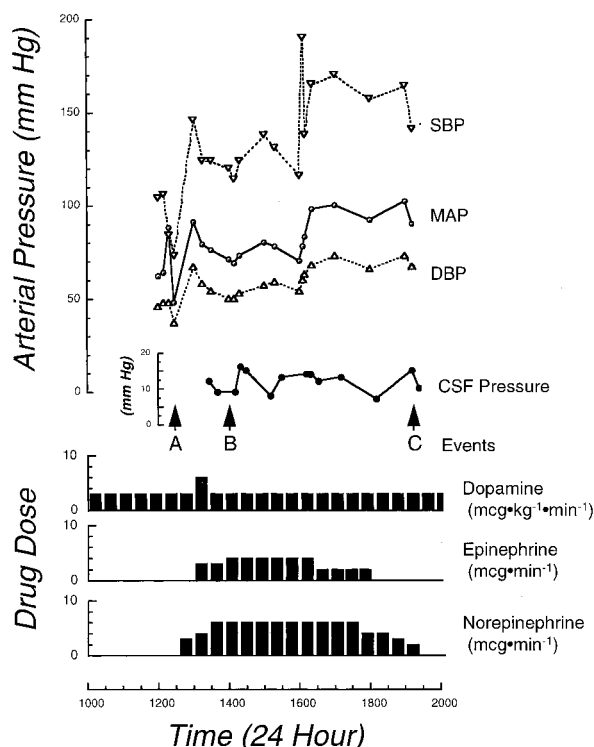 Arterial Pressure (mm Hg)
200
150
100
50
0
SBP
MAP
DBP
(mm Hg)
20
15
10
5
0
CSF Pressure
A
B
C
Events
Drug Dose
10
0
Dopamine
(mcg•kg⁻¹•min⁻¹)
10
0
Epinephrine
(mcg•min⁻¹)
10
0
Norepinephrine
(mcg•min⁻¹)
1000 1200 1400 1600 1800 2000
Time (24 Hour)